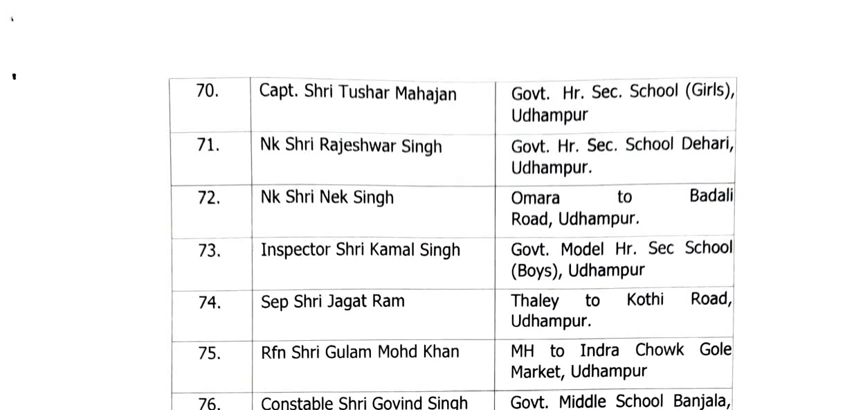 70. Capt. Shri Tushar Mahajan Govt. Hr. Sec. School (Girls),
Udhampur
71. Nk Shri Rajeshwar Singh Govt. Hr. Sec. School Dehari,
Udhampur.
72. Nk Shri Nek Singh Omara to Badali
Road, Udhampur.
73. Inspector Shri Kamal Singh Govt. Model Hr. Sec School
(Boys), Udhampur
74. Sep Shri Jagat Ram Thaley to Kothi Road,
Udhampur.
75. Rfn Shri Gulam Mohd Khan MH to Indra Chowk Gole
Market, Udhampur
76. Constable Shri Govind Singh Govt. Middle School Banjala,